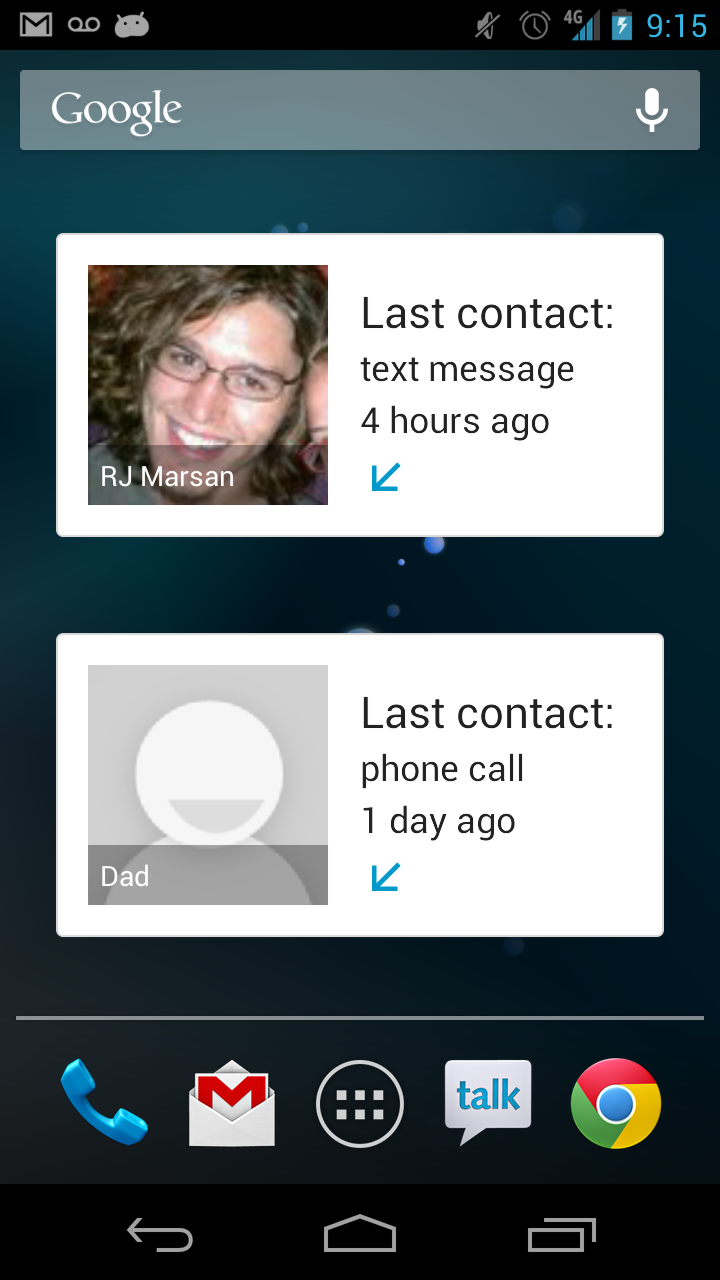 4G
9:15
Google
Last contact:
text message
4 hours ago
RJ Marsan
Last contact:
phone call
1 day ago
Dad
talk